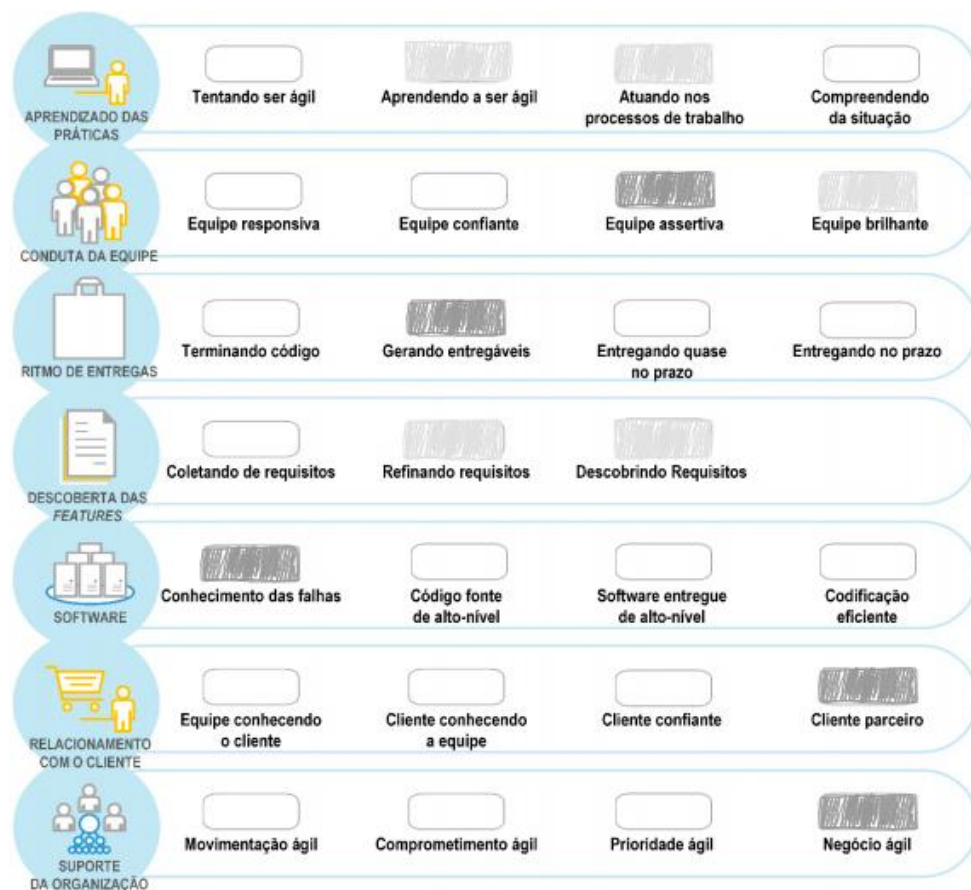 APRENDIZADO DAS
PRÁTICAS
Tentando ser ágil
Aprendendo a ser ágil
Atuando nos
processos de trabalho
Compreendendo
da situação
CONDUTA DA EQUIPE
Equipe responsiva
Equipe confiante
Equipe assertiva
Equipe brilhante
RITMO DE ENTREGAS
Terminando código
Gerando entregáveis
Entregando quase
no prazo
Entregando no prazo
DESCOBERTA DAS
FEATURES
Coletando de requisitos
Refinando requisitos
Descobrindo Requisitos
SOFTWARE
Conhecimento das falhas
Código fonte
de alto-nível
Software entregue
de alto-nível
Codificação
eficiente
RELACIONAMENTO
COM O CLIENTE
Equipe conhecendo
o cliente
Cliente conhecendo
a equipe
Cliente confiante
Cliente parceiro
SUPORTE
DA ORGANIZAÇÃO
Movimentação ágil
Comprometimento ágil
Prioridade ágil
Negócio ágil